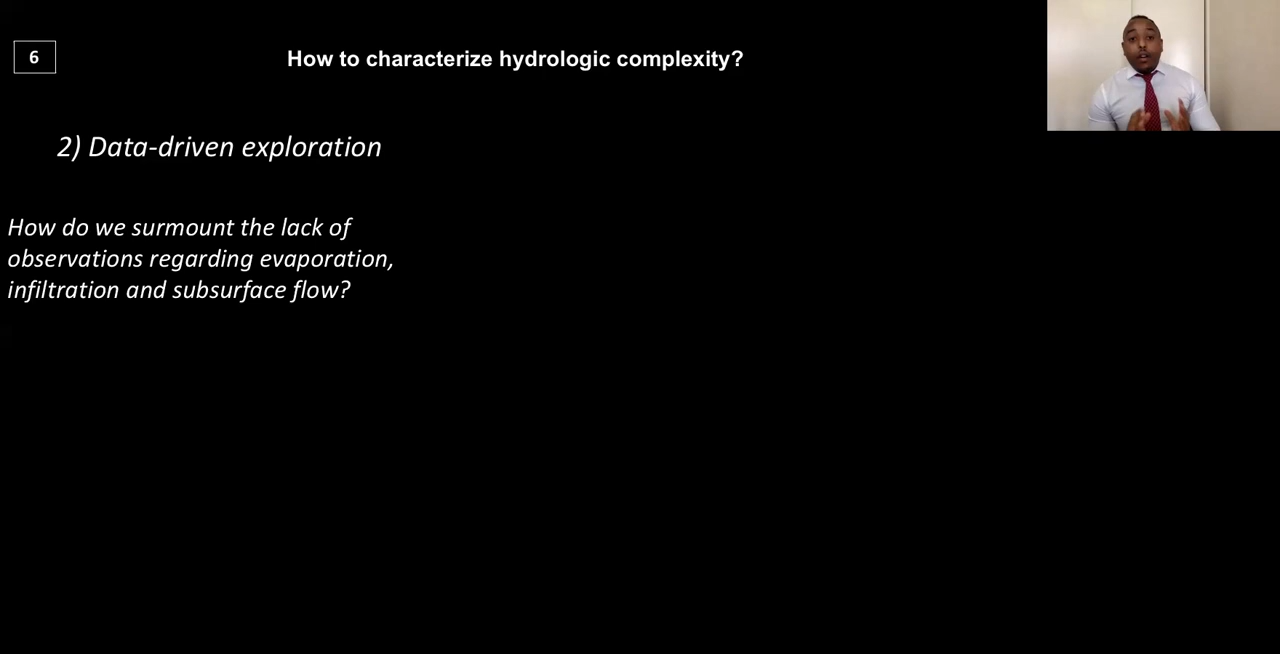 6
How to characterize hydrologic complexity?
2) Data-driven exploration
How do we surmount the lack of
observations regarding evaporation,
infiltration and subsurface flow?